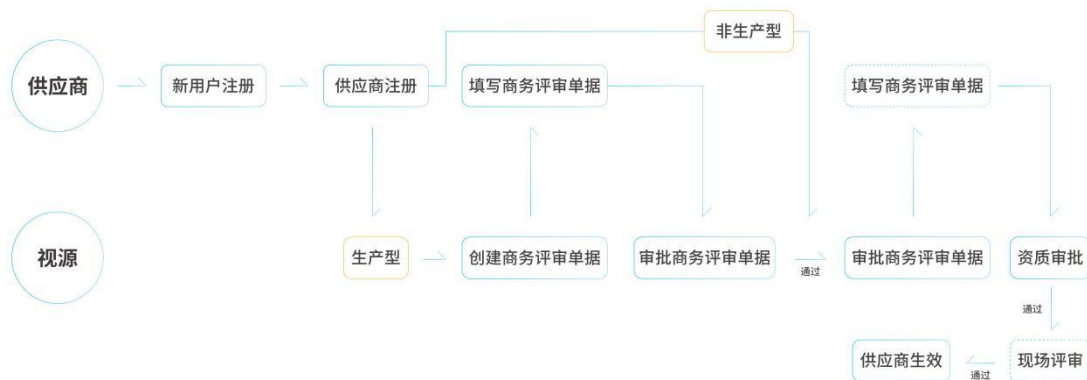 非生产型
供应商
新用户注册
供应商注册
填写商务评审单据
填写商务评审单据
视源
生产型
创建商务评审单据
审批商务评审单据
通过
审批商务评审单据
资质审批
通过
供应商生效
通过
现场评审